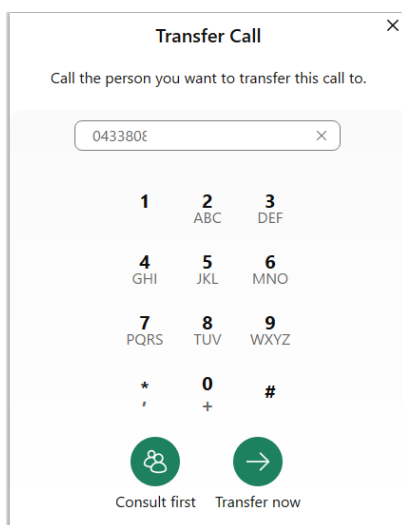 Transfer Call
Call the person you want to transfer this call to.
0433808
1 2 3
ABC DEF
4 5 6
GHI JKL MNO
7 8 9
PQRS TUV WXYZ
* 0 #
, +
Consult first Transfer now